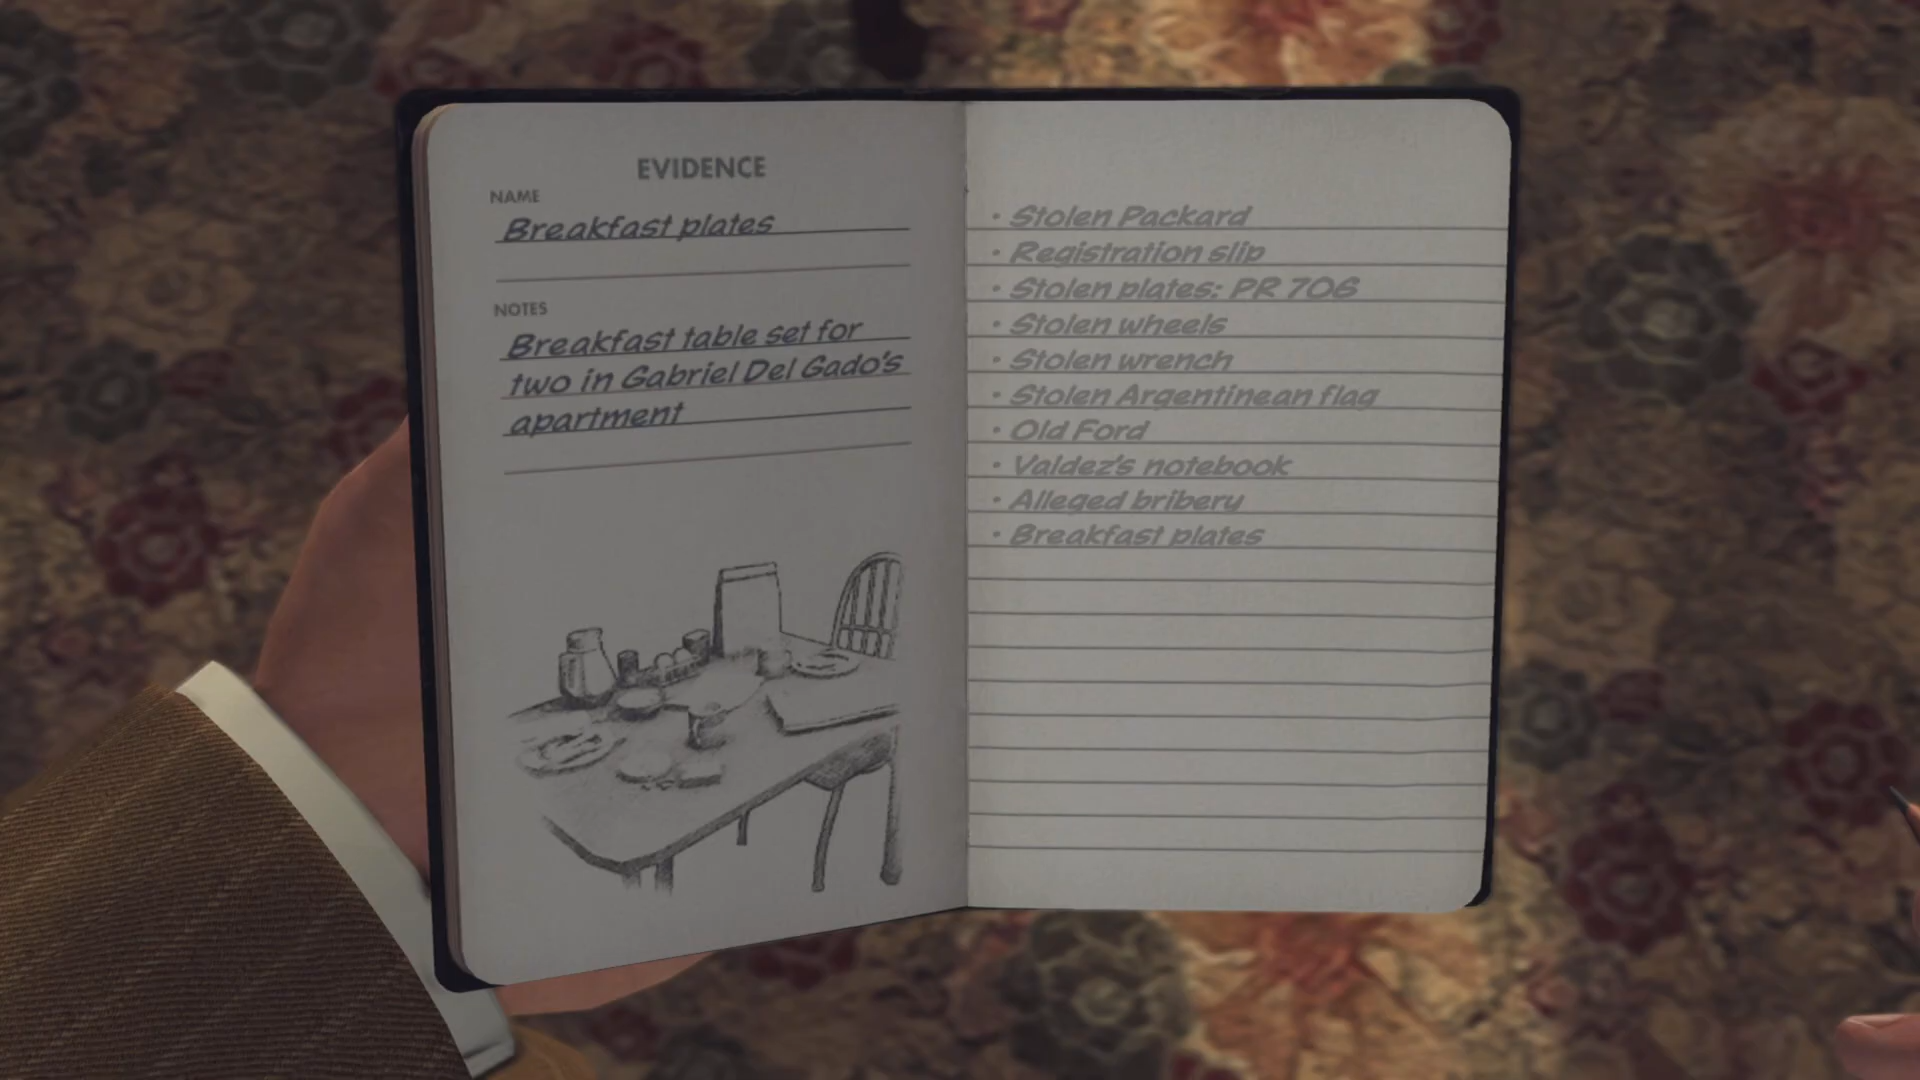 EVIDENCE
NAME
Breakfast plates
NOTES
Breakfast table set for
two in Gabriel Del Gado's
apartment
• Stolen Packard
• Registration slip
• Stolen plates: PR 706
• Stolen wheels
• Stolen wrench
• Stolen Argentinean flag
• Old Ford
• Valdez's notebook
• Alleged bribery
• Breakfast plates